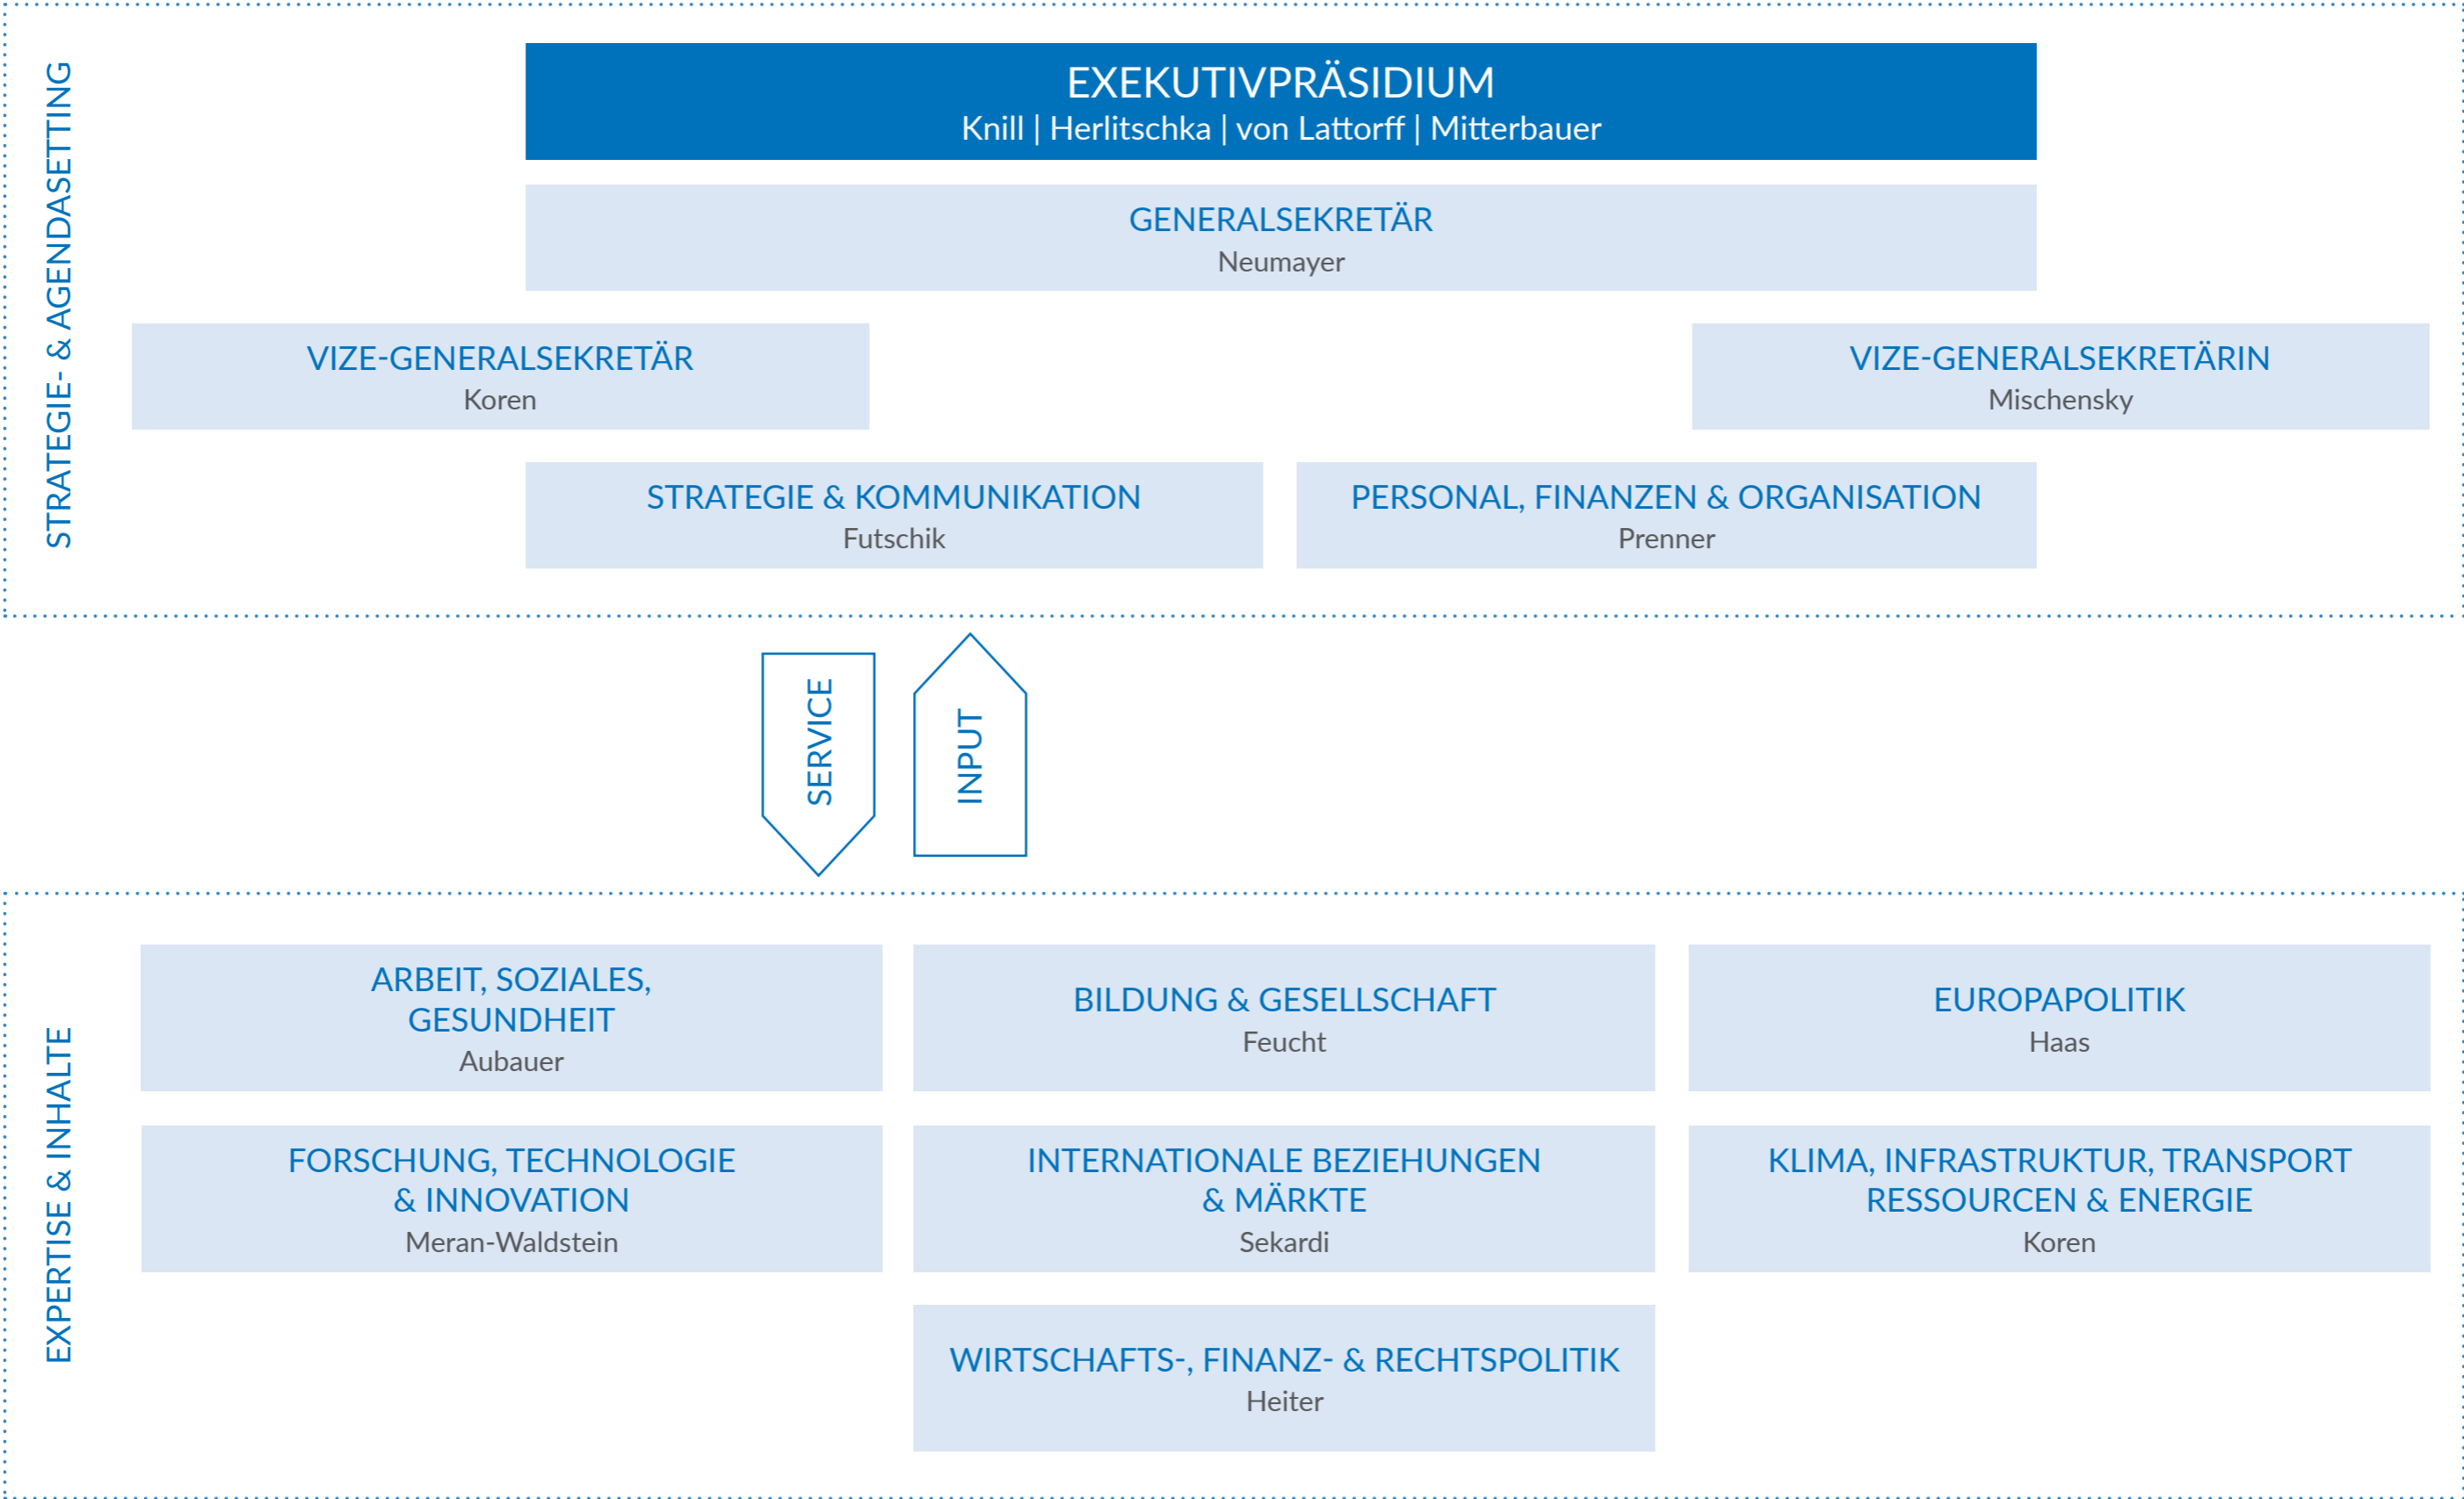 STRATEGIE- & AGENDASETTING
EXEKUTIVPRÄSIDIUM
Knill | Herlitschka | von Lattorff | Mitterbauer
GENERALSEKRETÄR
Neumayer
VIZE-GENERALSEKRETÄR
Koren
VIZE-GENERALSEKRETÄRIN
Mischensky
STRATEGIE & KOMMUNIKATION
Futschik
PERSONAL, FINANZEN & ORGANISATION
Prenner
SERVICE
INPUT
EXPERTISE & INHALTE
ARBEIT, SOZIALES,
GESUNDHEIT
Aubauer
BILDUNG & GESELLSCHAFT
Feucht
EUROPAPOLITIK
Haas
FORSCHUNG, TECHNOLOGIE
& INNOVATION
Meran-Waldstein
INTERNATIONALE BEZIEHUNGEN
& MÄRKTE
Sekardi
KLIMA, INFRASTRUKTUR, TRANSPORT
RESSOURCEN & ENERGIE
Koren
WIRTSCHAFTS-, FINANZ- & RECHTSPOLITIK
Heiter